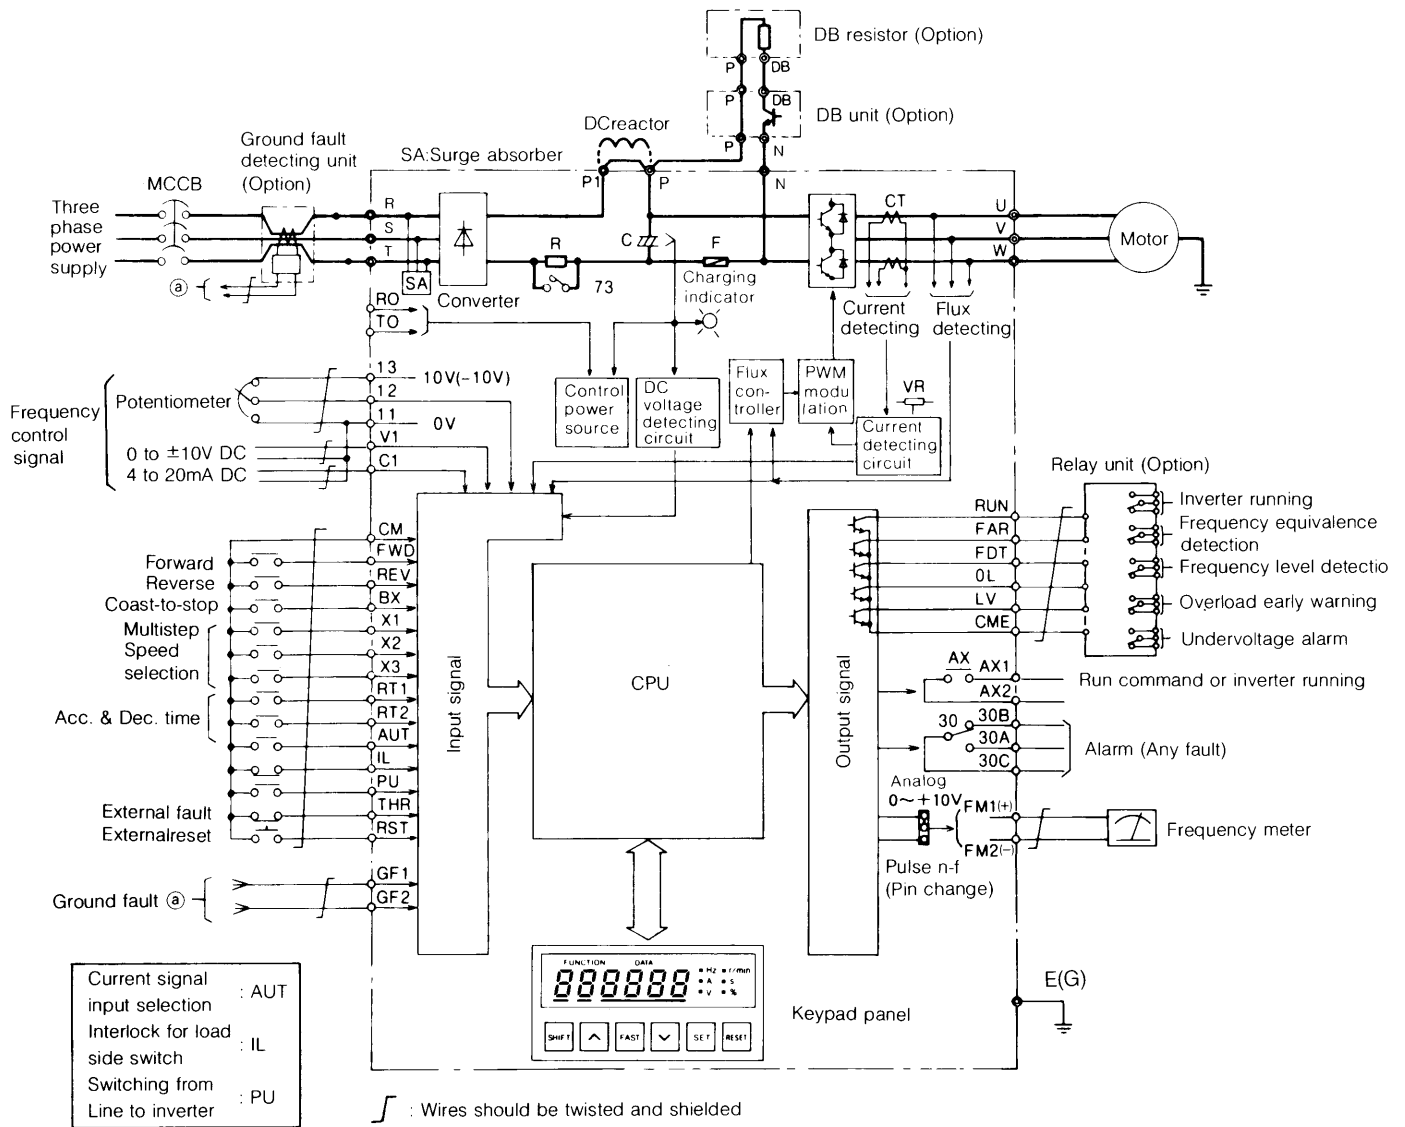 DB resistor (Option)
P
DB
P
DB
DB unit (Option)
P
N
DCreactor
Ground fault
detecting unit
(Option)
SA:Surge absorber
MCCB
P1
P
N
Three
phase
power
supply
R
S
T
C
R
F
CT
U
V
W
Motor
ⓐ
SA
Converter
73
Charging
indicator
Current
detecting
Flux
detecting
RO
TO
Frequency
control
signal
Potentiometer
0 to ±10V DC
4 to 20mA DC
13
12
11
V1
C1
10V(-10V)
0V
Control
power
source
DC
voltage
detecting
circuit
Flux
con-
troller
PWM
modu
lation
VR
Current
detecting
circuit
Relay unit (Option)
Inverter running
Frequency equivalence
detection
Frequency level detectio
Overload early warning
Undervoltage alarm
RUN
FAR
FDT
OL
LV
CME
Forward
Reverse
Coast-to-stop
Multistep
Speed
selection
Acc. & Dec. time
External fault
Externalreset
CM
FWD
REV
BX
X1
X2
X3
RT1
RT2
AUT
IL
PU
THR
RST
Input signal
CPU
Output signal
AX
AX1
AX2
Run command or inverter running
30
30B
30A
30C
Alarm (Any fault)
Analog
0~+10V
FM1(+)
FM2(-)
Frequency meter
Pulse n-f
(Pin change)
Ground fault ⓐ
GF1
GF2
FUNCTION DATA
888888
Hz r/min
A s
V %
SHIFT
FAST
SET
RESET
Keypad panel
E(G)
Current signal
input selection : AUT
Interlock for load
side switch : IL
Switching from
Line to inverter : PU
: Wires should be twisted and shielded